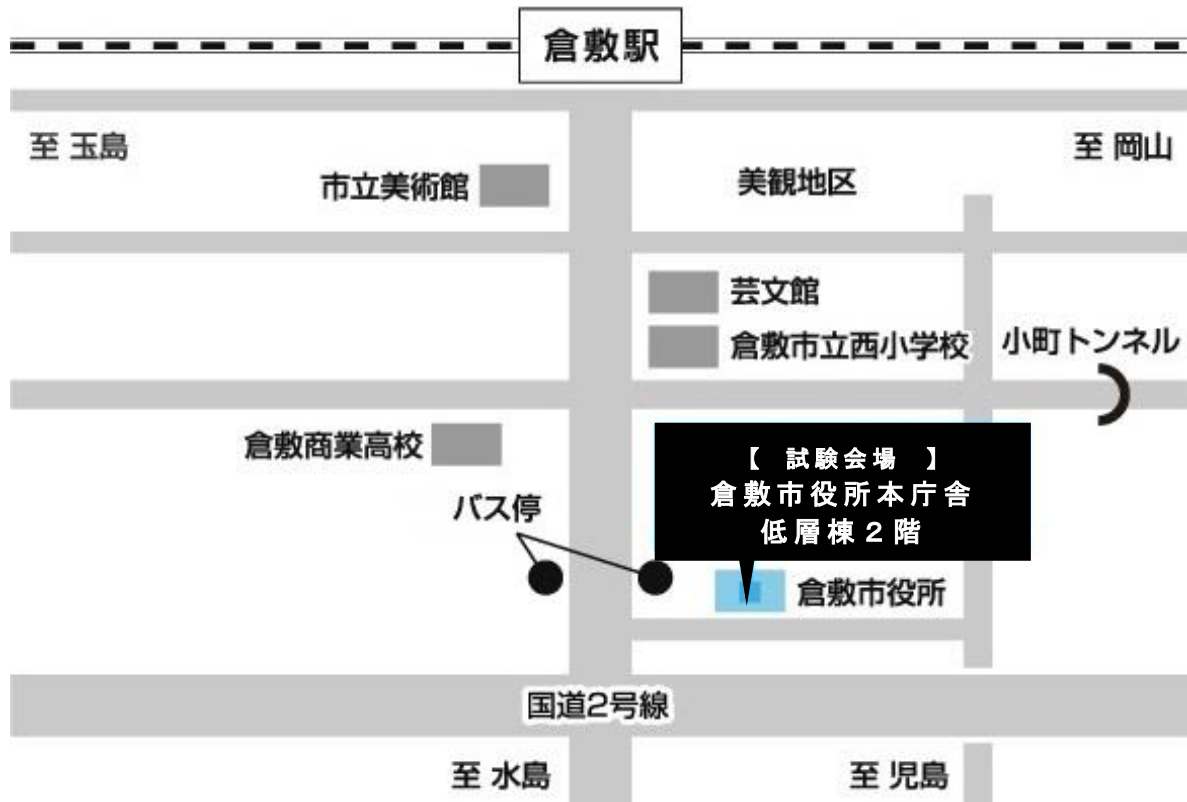 倉敷駅
至 玉島
至 岡山
市立美術館
美観地区
芸文館
倉敷市立西小学校
小町トンネル
倉敷商業高校
【 試験会場 】
倉敷市役所本庁舎
低層棟２階
バス停
倉敷市役所
国道2号線
至 水島
至 児島